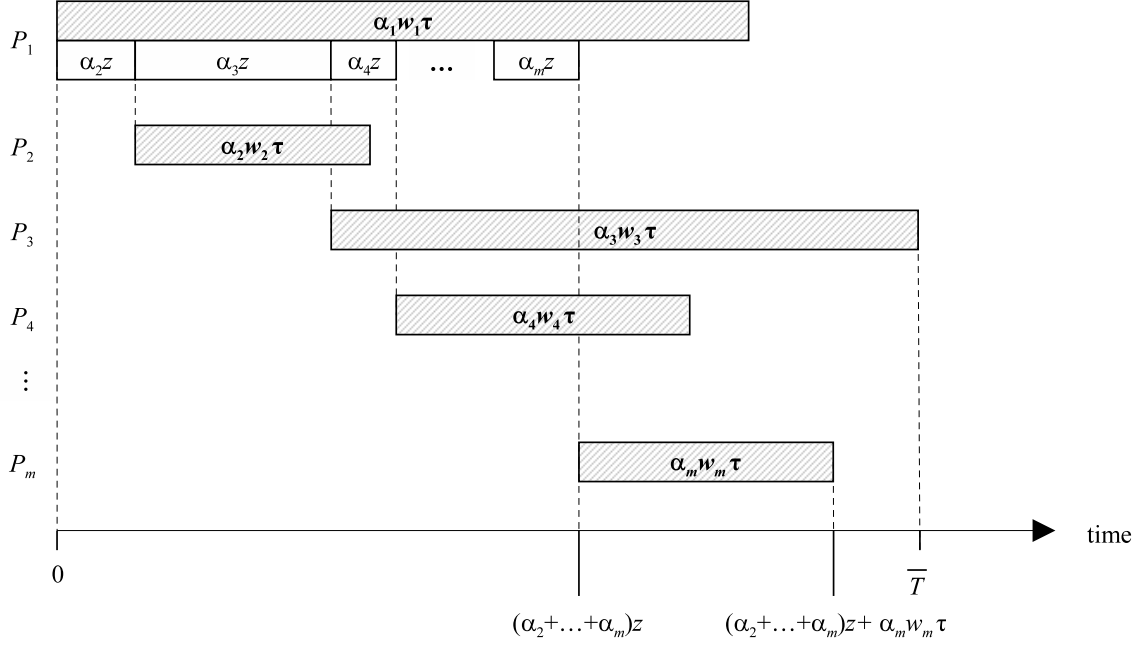 α₁w₁τ
P₁
α₂z α₃z α₄z ... αₘz
P₂ α₂w₂τ
P₃ α₃w₃τ
P₄ α₄w₄τ
⋮
Pₘ αₘwₘτ
time
0 T̅
(α₂+...+αₘ)z (α₂+...+αₘ)z+ αₘwₘτ